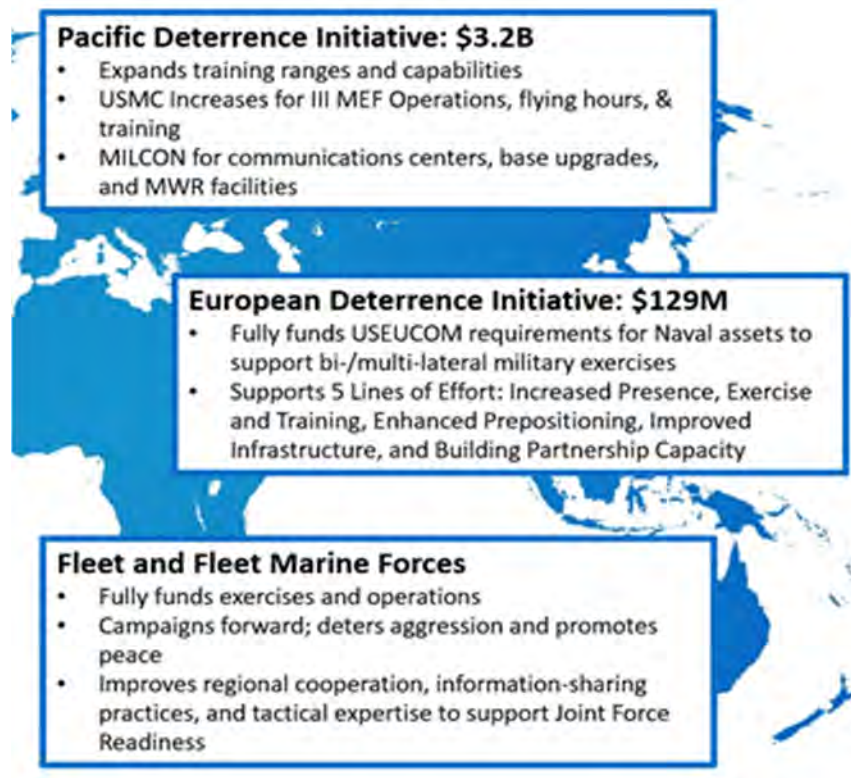 Pacific Deterrence Initiative: $3.2B
• Expands training ranges and capabilities
• USMC Increases for III MEF Operations, flying hours, &
training
• MILCON for communications centers, base upgrades,
and MWR facilities
European Deterrence Initiative: $129M
• Fully funds USEUCOM requirements for Naval assets to
support bi-/multi-lateral military exercises
• Supports 5 Lines of Effort: Increased Presence, Exercise
and Training, Enhanced Prepositioning, Improved
Infrastructure, and Building Partnership Capacity
Fleet and Fleet Marine Forces
• Fully funds exercises and operations
• Campaigns forward; deters aggression and promotes
peace
• Improves regional cooperation, information-sharing
practices, and tactical expertise to support Joint Force
Readiness